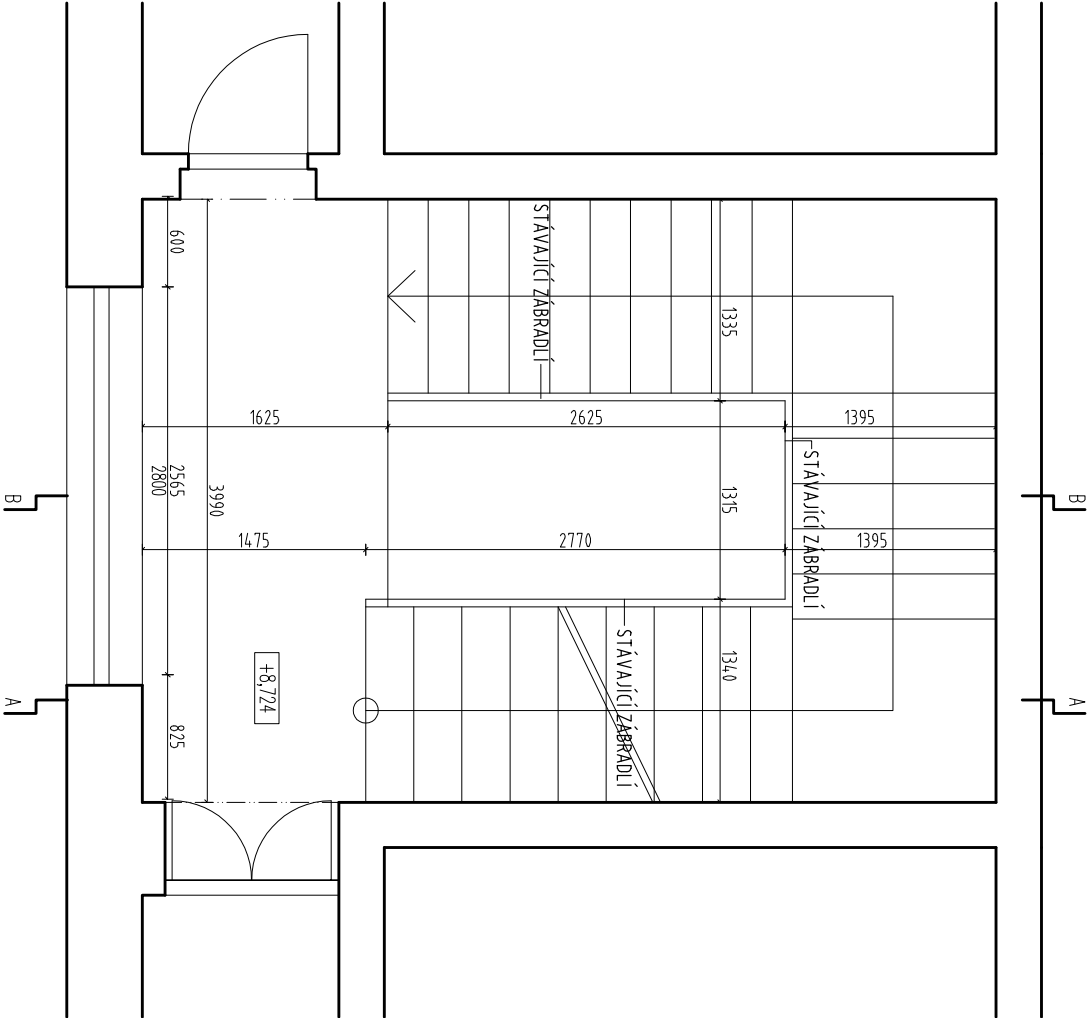 600
STÁVAJÍCÍ ZÁBRADLÍ
1335
1625
2625
1395
2565
2800
3990
1315
STÁVAJÍCÍ ZÁBRADLÍ
B
B
1475
2770
1395
+8,724
STÁVAJÍCÍ ZÁBRADLÍ
1340
A
A
825